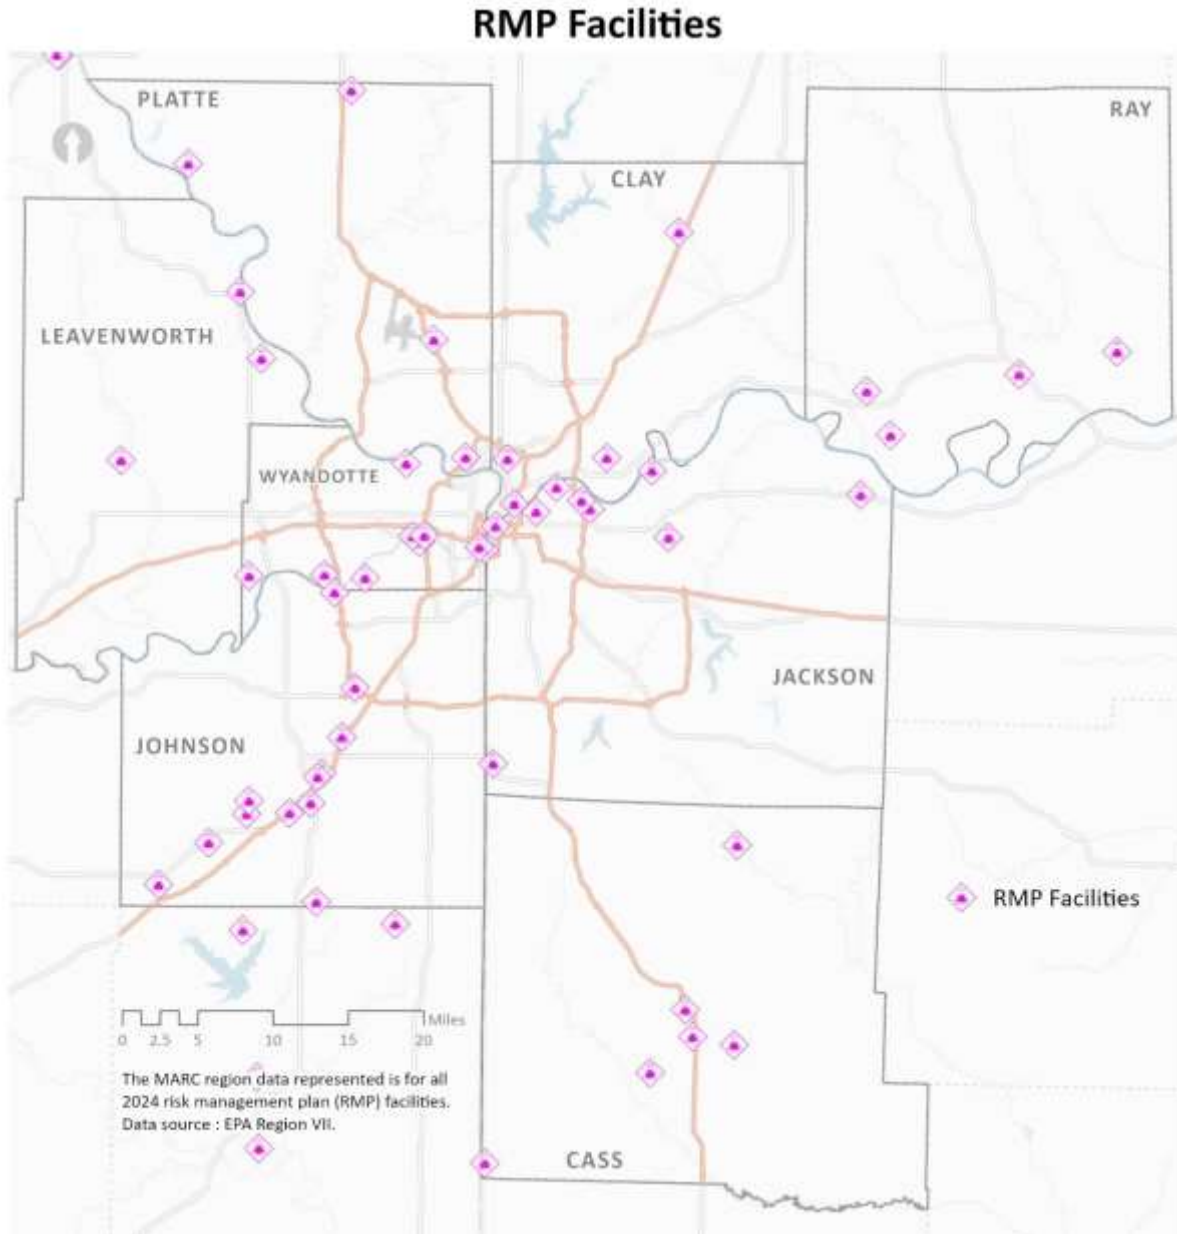 RMP Facilities
PLATTE
RAY
CLAY
LEAVENWORTH
WYANDOTTE
JACKSON
JOHNSON
RMP Facilities
Miles
0 2.5 5 10 15 20
The MARC region data represented is for all
2024 risk management plan (RMP) facilities.
Data source : EPA Region VII.
CASS